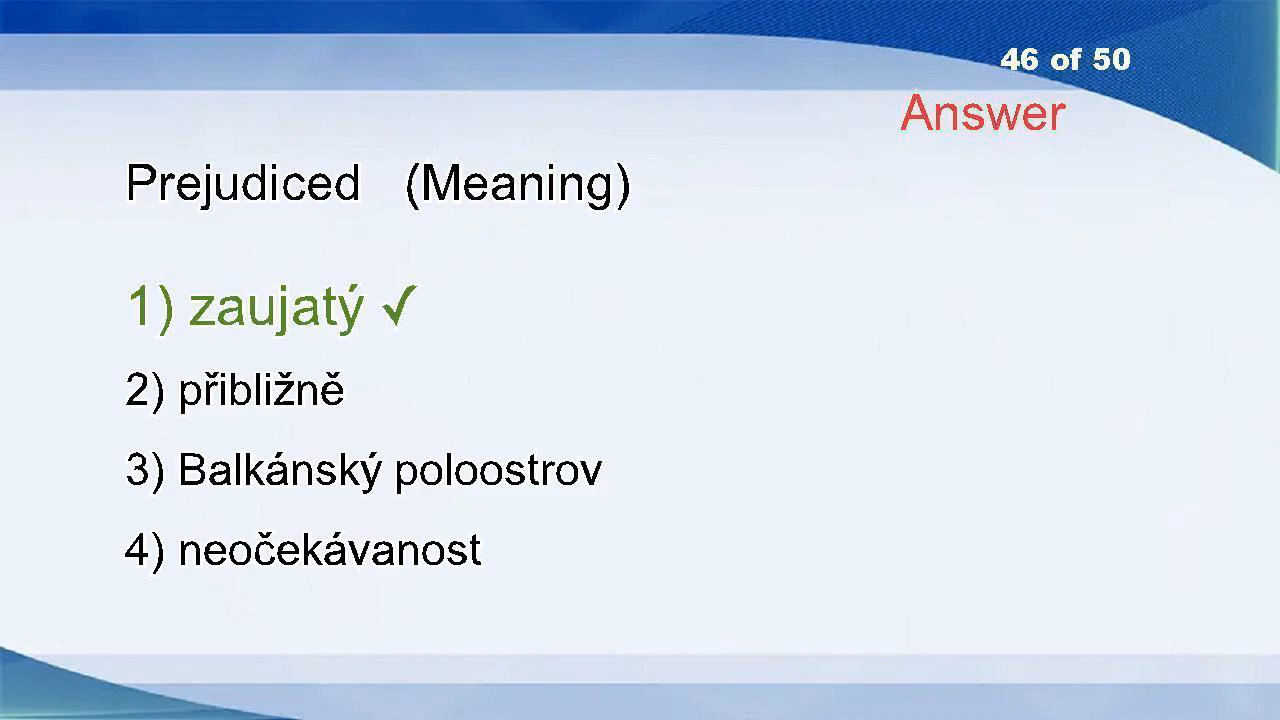 46 of 50
Answer
Prejudiced (Meaning)
1) zaujatý ✓
2) přibližně
3) Balkánský poloostrov
4) neočekávanost